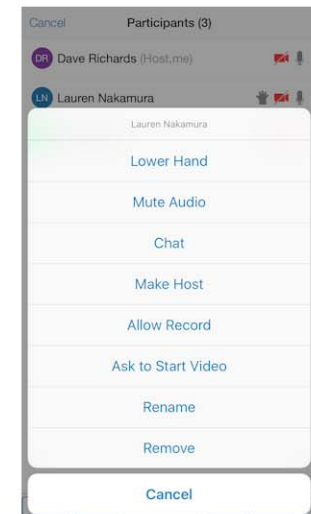 Cancel Participants (3)
DR Dave Richards (Host,me)
LN Lauren Nakamura
Lauren Nakamura
Lower Hand
Mute Audio
Chat
Make Host
Allow Record
Ask to Start Video
Rename
Remove
Cancel